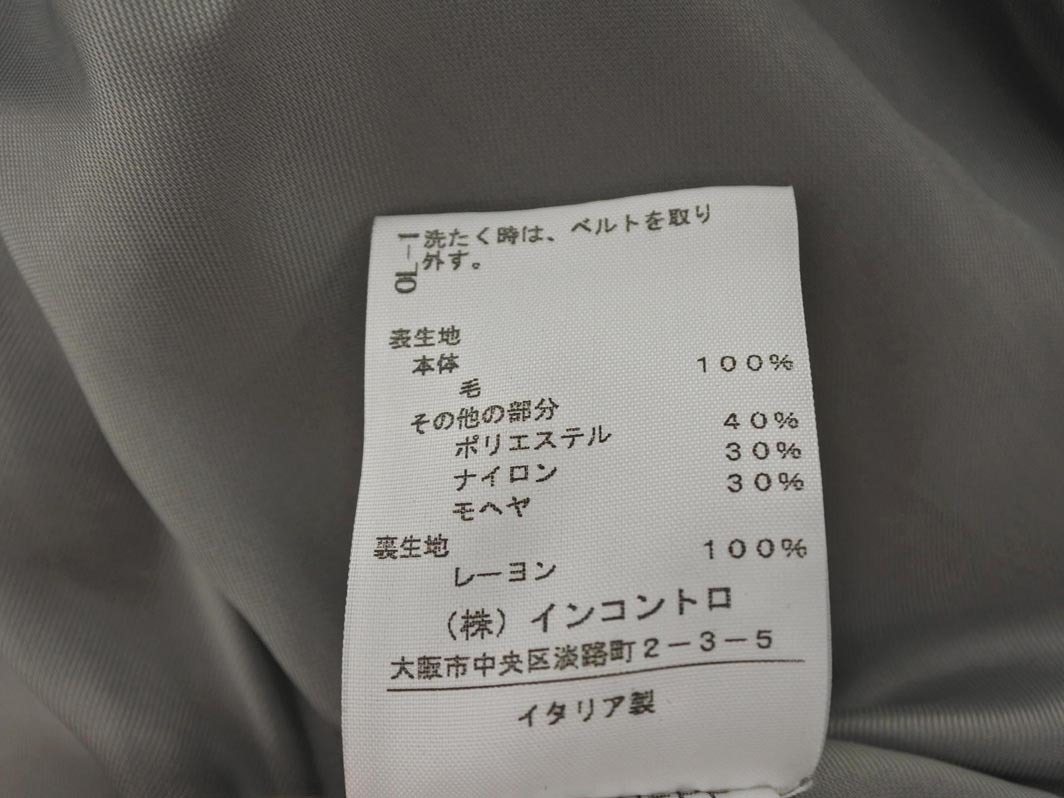 洗たく時は、ベルトを取り
外す。
表生地
本体
毛 100%
その他の部分
ポリエステル 40%
ナイロン 30%
モヘヤ 30%
裏生地
レーヨン 100%
（株）インコントロ
大阪市中央区淡路町2－3－5
イタリア製